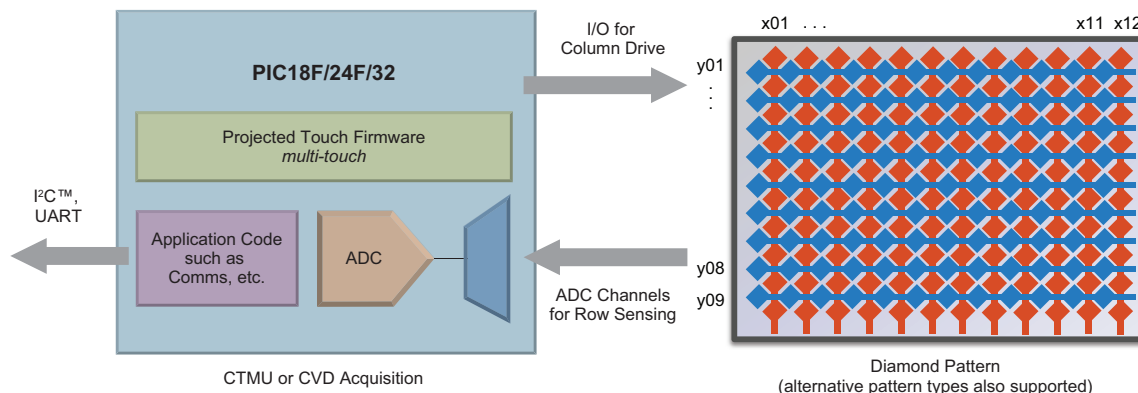 x01 . . . x11 x12
I/O for
Column Drive
PIC18F/24F/32
y01
.
.
.
Projected Touch Firmware
multi-touch
I²C™,
UART
Application Code
such as
Comms, etc.
ADC
y08
ADC Channels
for Row Sensing
y09
CTMU or CVD Acquisition
Diamond Pattern
(alternative pattern types also supported)